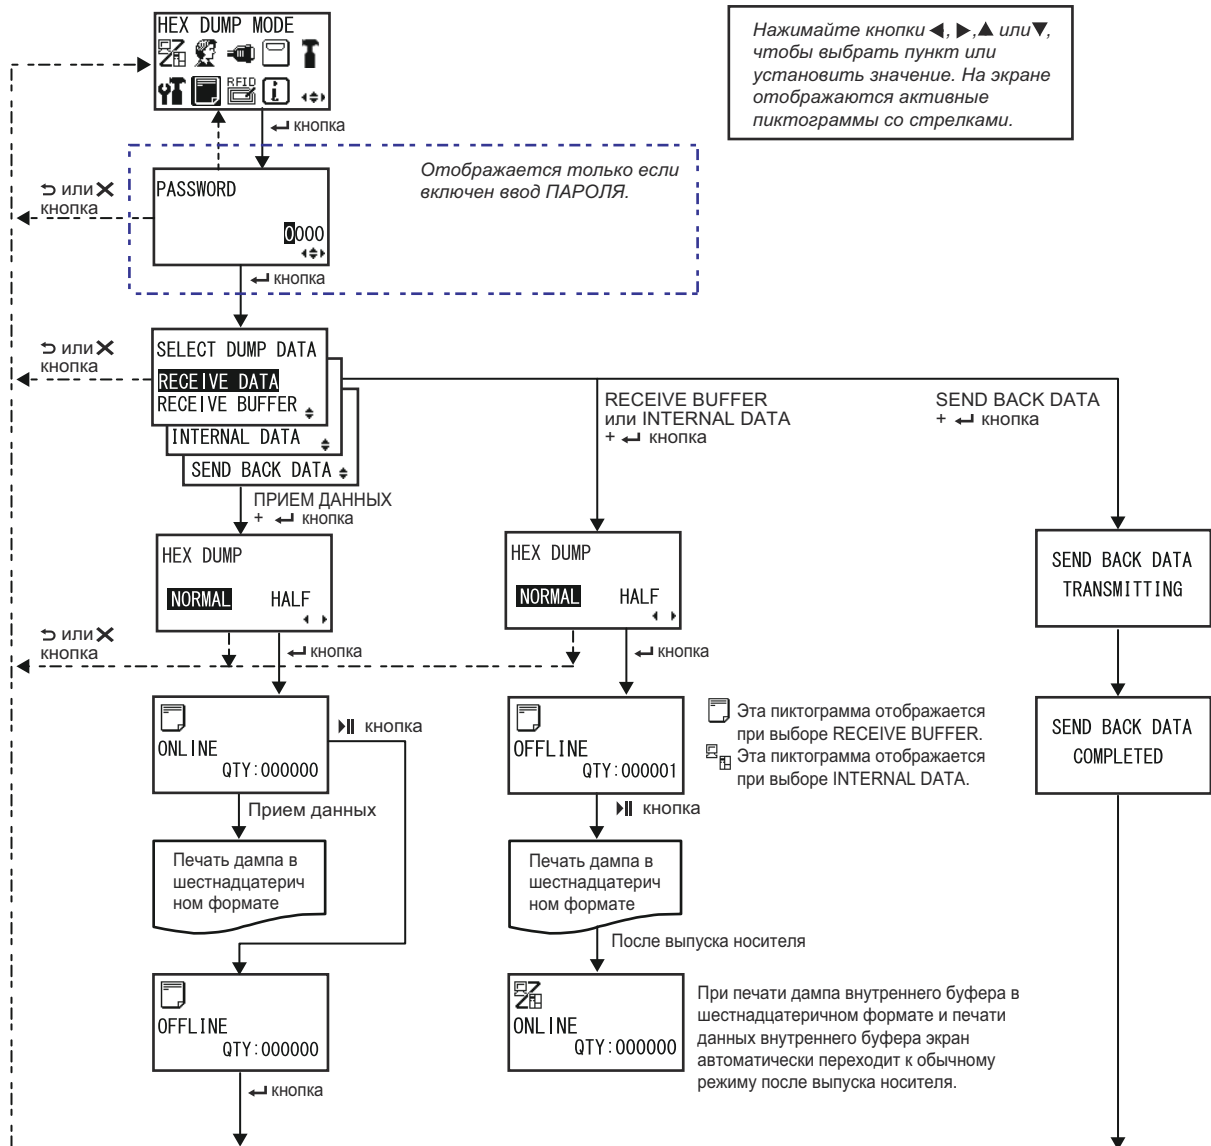 HEX DUMP MODE
RFID
кнопка
Нажимайте кнопки ◀, ▶,▲ или▼,
чтобы выбрать пункт или
установить значение. На экране
отображаются активные
пиктограммы со стрелками.
Отображается только если
включен ввод ПАРОЛЯ.
PASSWORD
0000
или
кнопка
кнопка
SELECT DUMP DATA
RECEIVE DATA
RECEIVE BUFFER
INTERNAL DATA
SEND BACK DATA
или
кнопка
RECEIVE BUFFER
или INTERNAL DATA
+ ↵ кнопка
SEND BACK DATA
+ ↵ кнопка
ПРИЕМ ДАННЫХ
+ ↵ кнопка
HEX DUMP
NORMAL HALF
HEX DUMP
NORMAL HALF
SEND BACK DATA
TRANSMITTING
или
кнопка
кнопка
кнопка
ONLINE
QTY:000000
кнопка
OFFLINE
QTY:000001
Эта пиктограмма отображается
при выборе RECEIVE BUFFER.
Эта пиктограмма отображается
при выборе INTERNAL DATA.
SEND BACK DATA
COMPLETED
Прием данных
кнопка
Печать дампа в
шестнадцатерич
ном формате
Печать дампа в
шестнадцатерич
ном формате
После выпуска носителя
OFFLINE
QTY:000000
ONLINE
QTY:000000
При печати дампа внутреннего буфера в
шестнадцатеричном формате и печати
данных внутреннего буфера экран
автоматически переходит к обычному
режиму после выпуска носителя.
кнопка